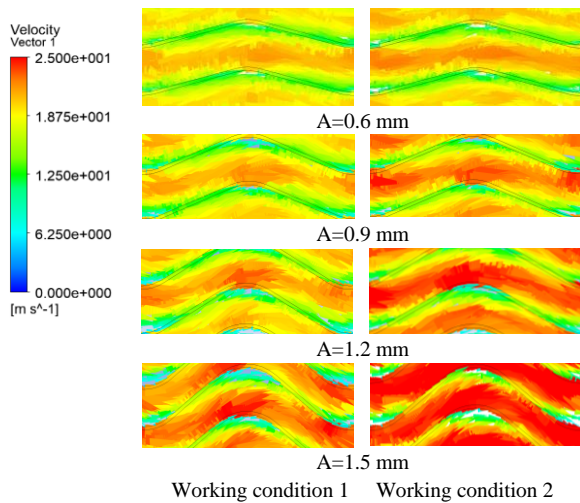 Velocity
Vector 1
2.500e+001
1.875e+001
1.250e+001
6.250e+000
0.000e+000
[m s^-1]
A=0.6 mm
A=0.9 mm
A=1.2 mm
A=1.5 mm
Working condition 1 Working condition 2